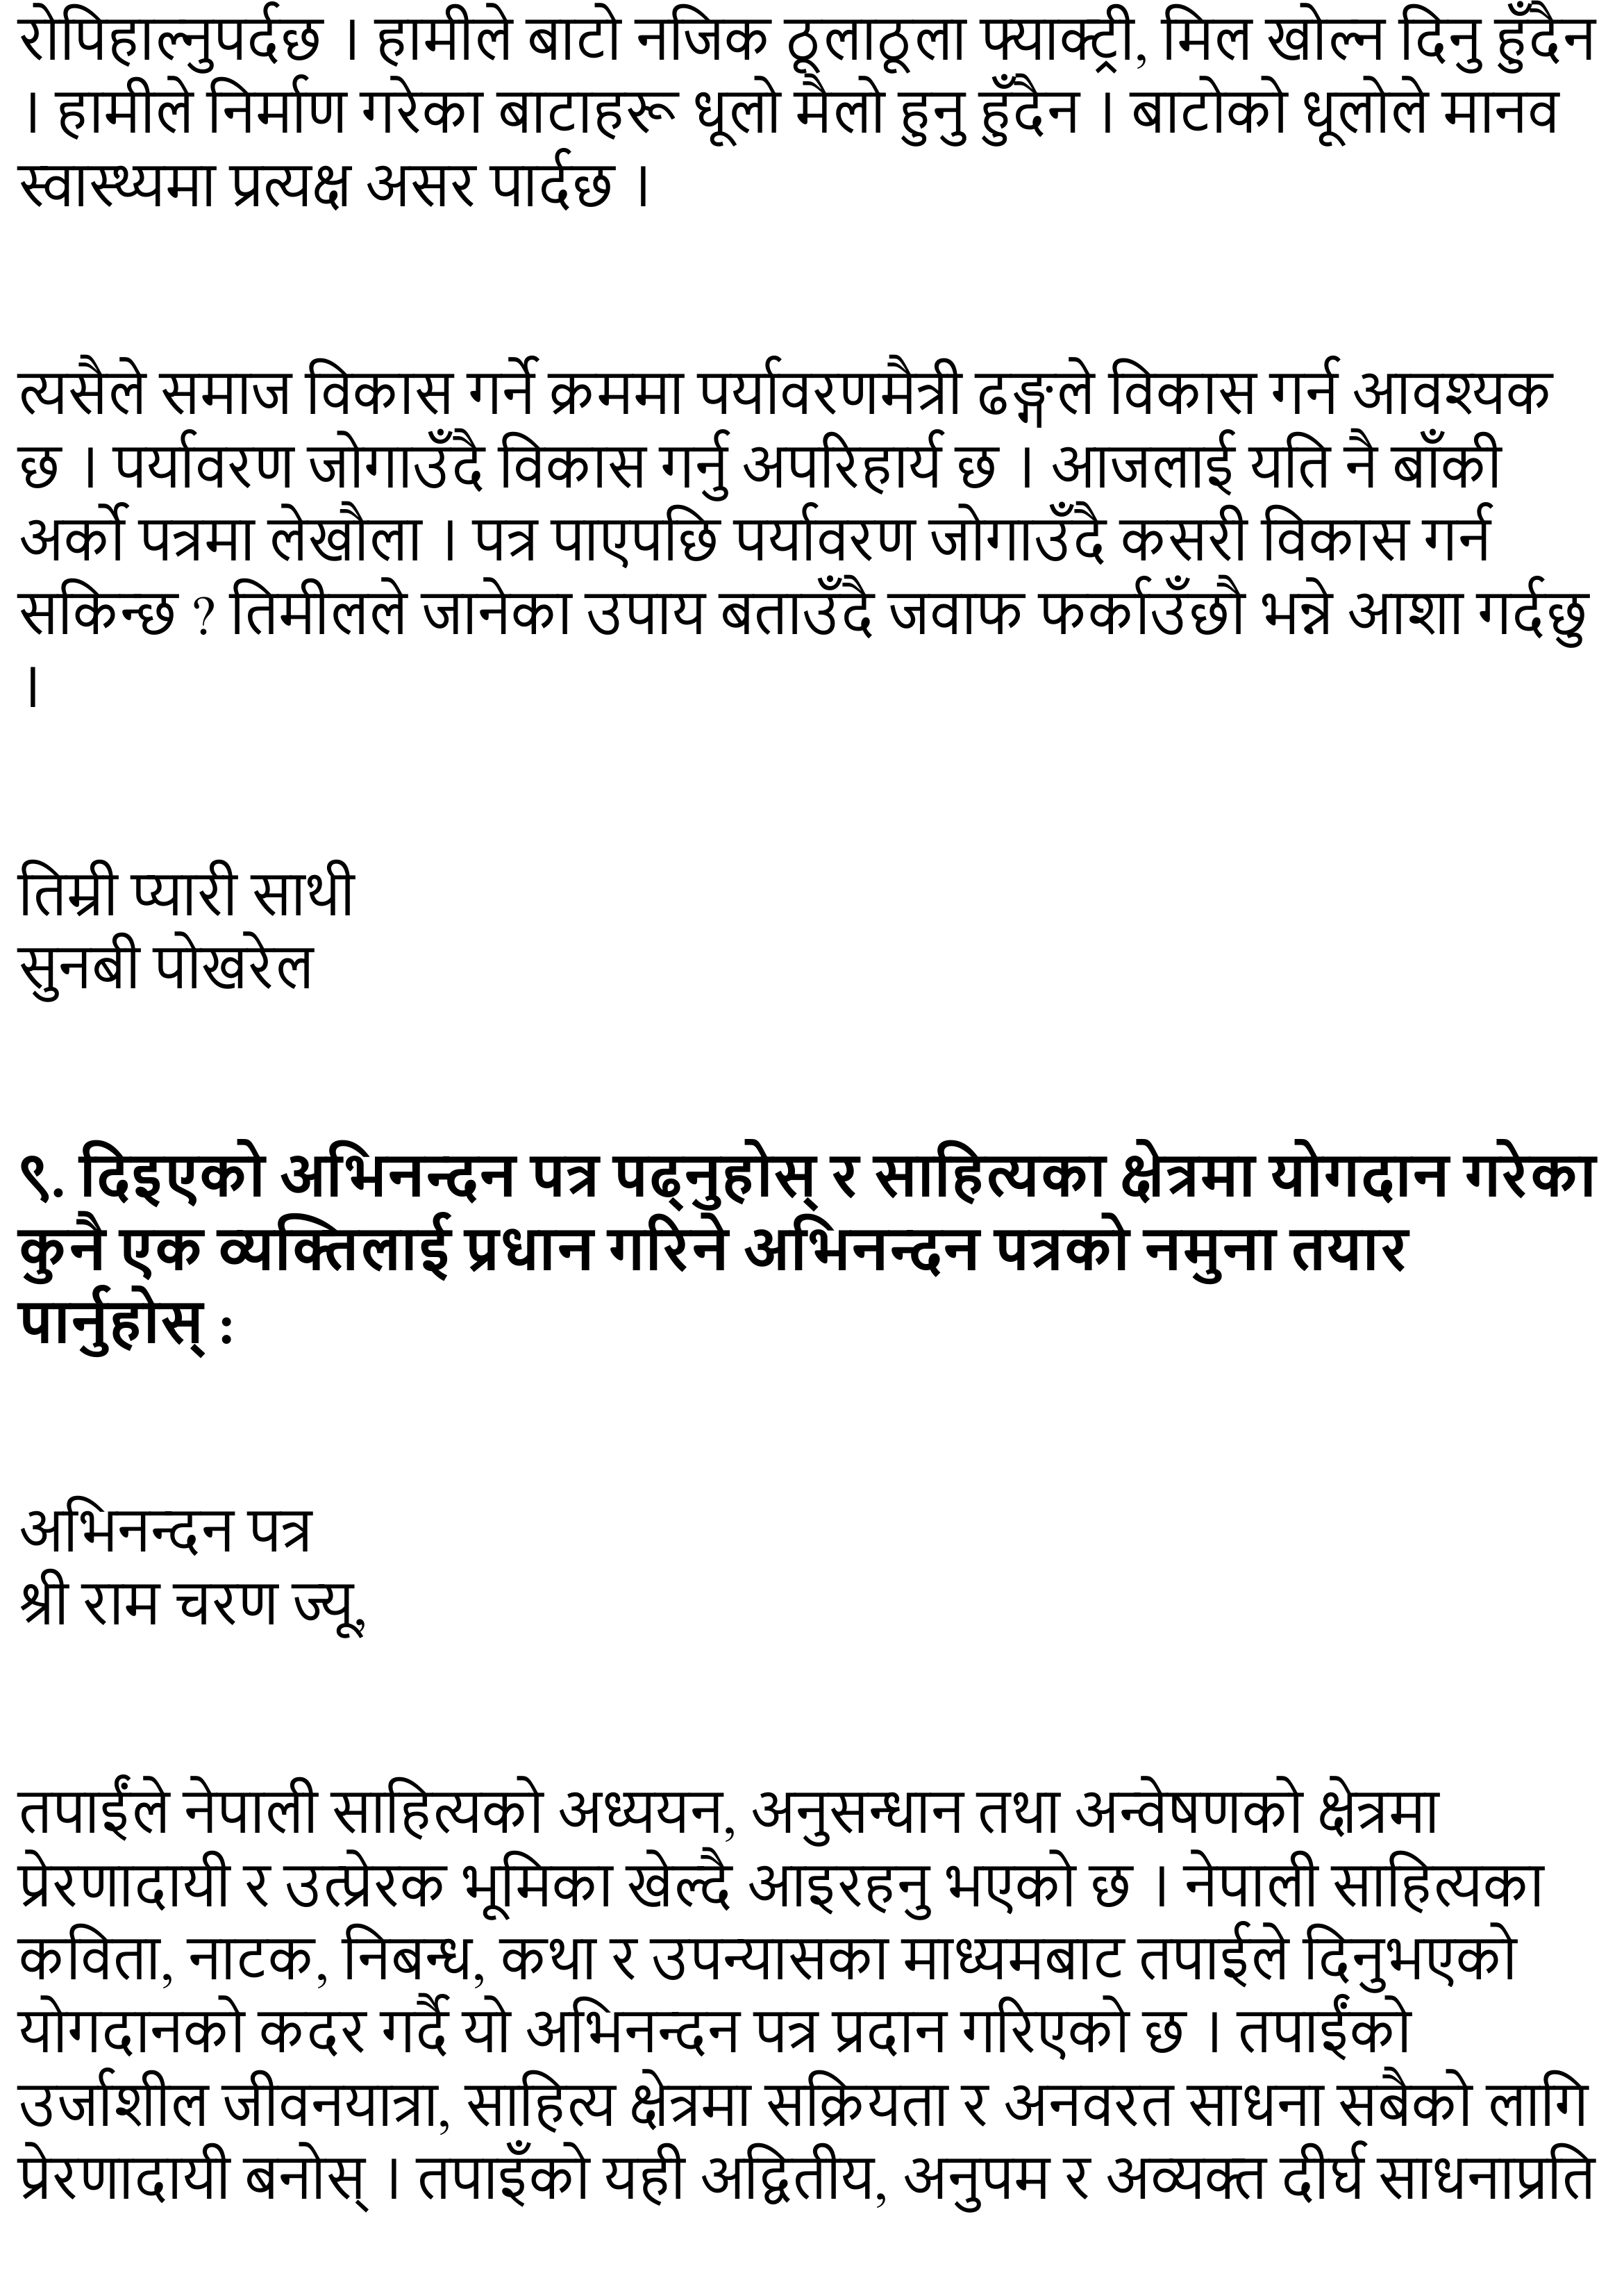 रोपिहाल्नुपर्दछ । हामीले बाटो नजिक ठूलाठूला फ्याक्ट्री, मिल खोल्न दिनु हुँदैन
। हामीले निर्माण गरेका बाटाहरू धूलो मैलो हुनु हुँदैन । बाटोको धूलोले मानव
स्वास्थ्यमा प्रत्यक्ष असर पार्दछ ।
त्यसैले समाज विकास गर्ने क्रममा पर्यावरणमैत्री ढङ्गले विकास गर्न आवश्यक
छ । पर्यावरण जोगाउँदै विकास गर्नु अपरिहार्य छ । आजलाई यति नै बाँकी
अर्को पत्रमा लेखौला । पत्र पाएपछि पर्यावरण जोगाउँदै कसरी विकास गर्न
सकिन्छ ? तिमीलले जानेका उपाय बताउँदै जवाफ फर्काउँछौ भन्ने आशा गर्दछु
।
तिम्री प्यारी साथी
सुनबी पोखरेल
९. दिइएको अभिनन्दन पत्र पढ्नुहोस् र साहित्यका क्षेत्रमा योगदान गरेका
कुनै एक व्यक्तिलाई प्रधान गरिने अभिनन्दन पत्रको नमुना तयार
पार्नुहोस् :
अभिनन्दन पत्र
श्री राम चरण ज्यू,
तपाईंले नेपाली साहित्यको अध्ययन, अनुसन्धान तथा अन्वेषणको क्षेत्रमा
प्रेरणादायी र उत्प्रेरक भूमिका खेल्दै आइरहनु भएको छ । नेपाली साहित्यका
कविता, नाटक, निबन्ध, कथा र उपन्यासका माध्यमबाट तपाईले दिनुभएको
योगदानको कदर गर्दै यो अभिनन्दन पत्र प्रदान गरिएको छ । तपाईंको
उर्जाशील जीवनयात्रा, साहित्य क्षेत्रमा सक्रियता र अनवरत साधना सबैको लागि
प्रेरणादायी बनोस् । तपाइँको यही अद्वितीय, अनुपम र अव्यक्त दीर्घ साधनाप्रति